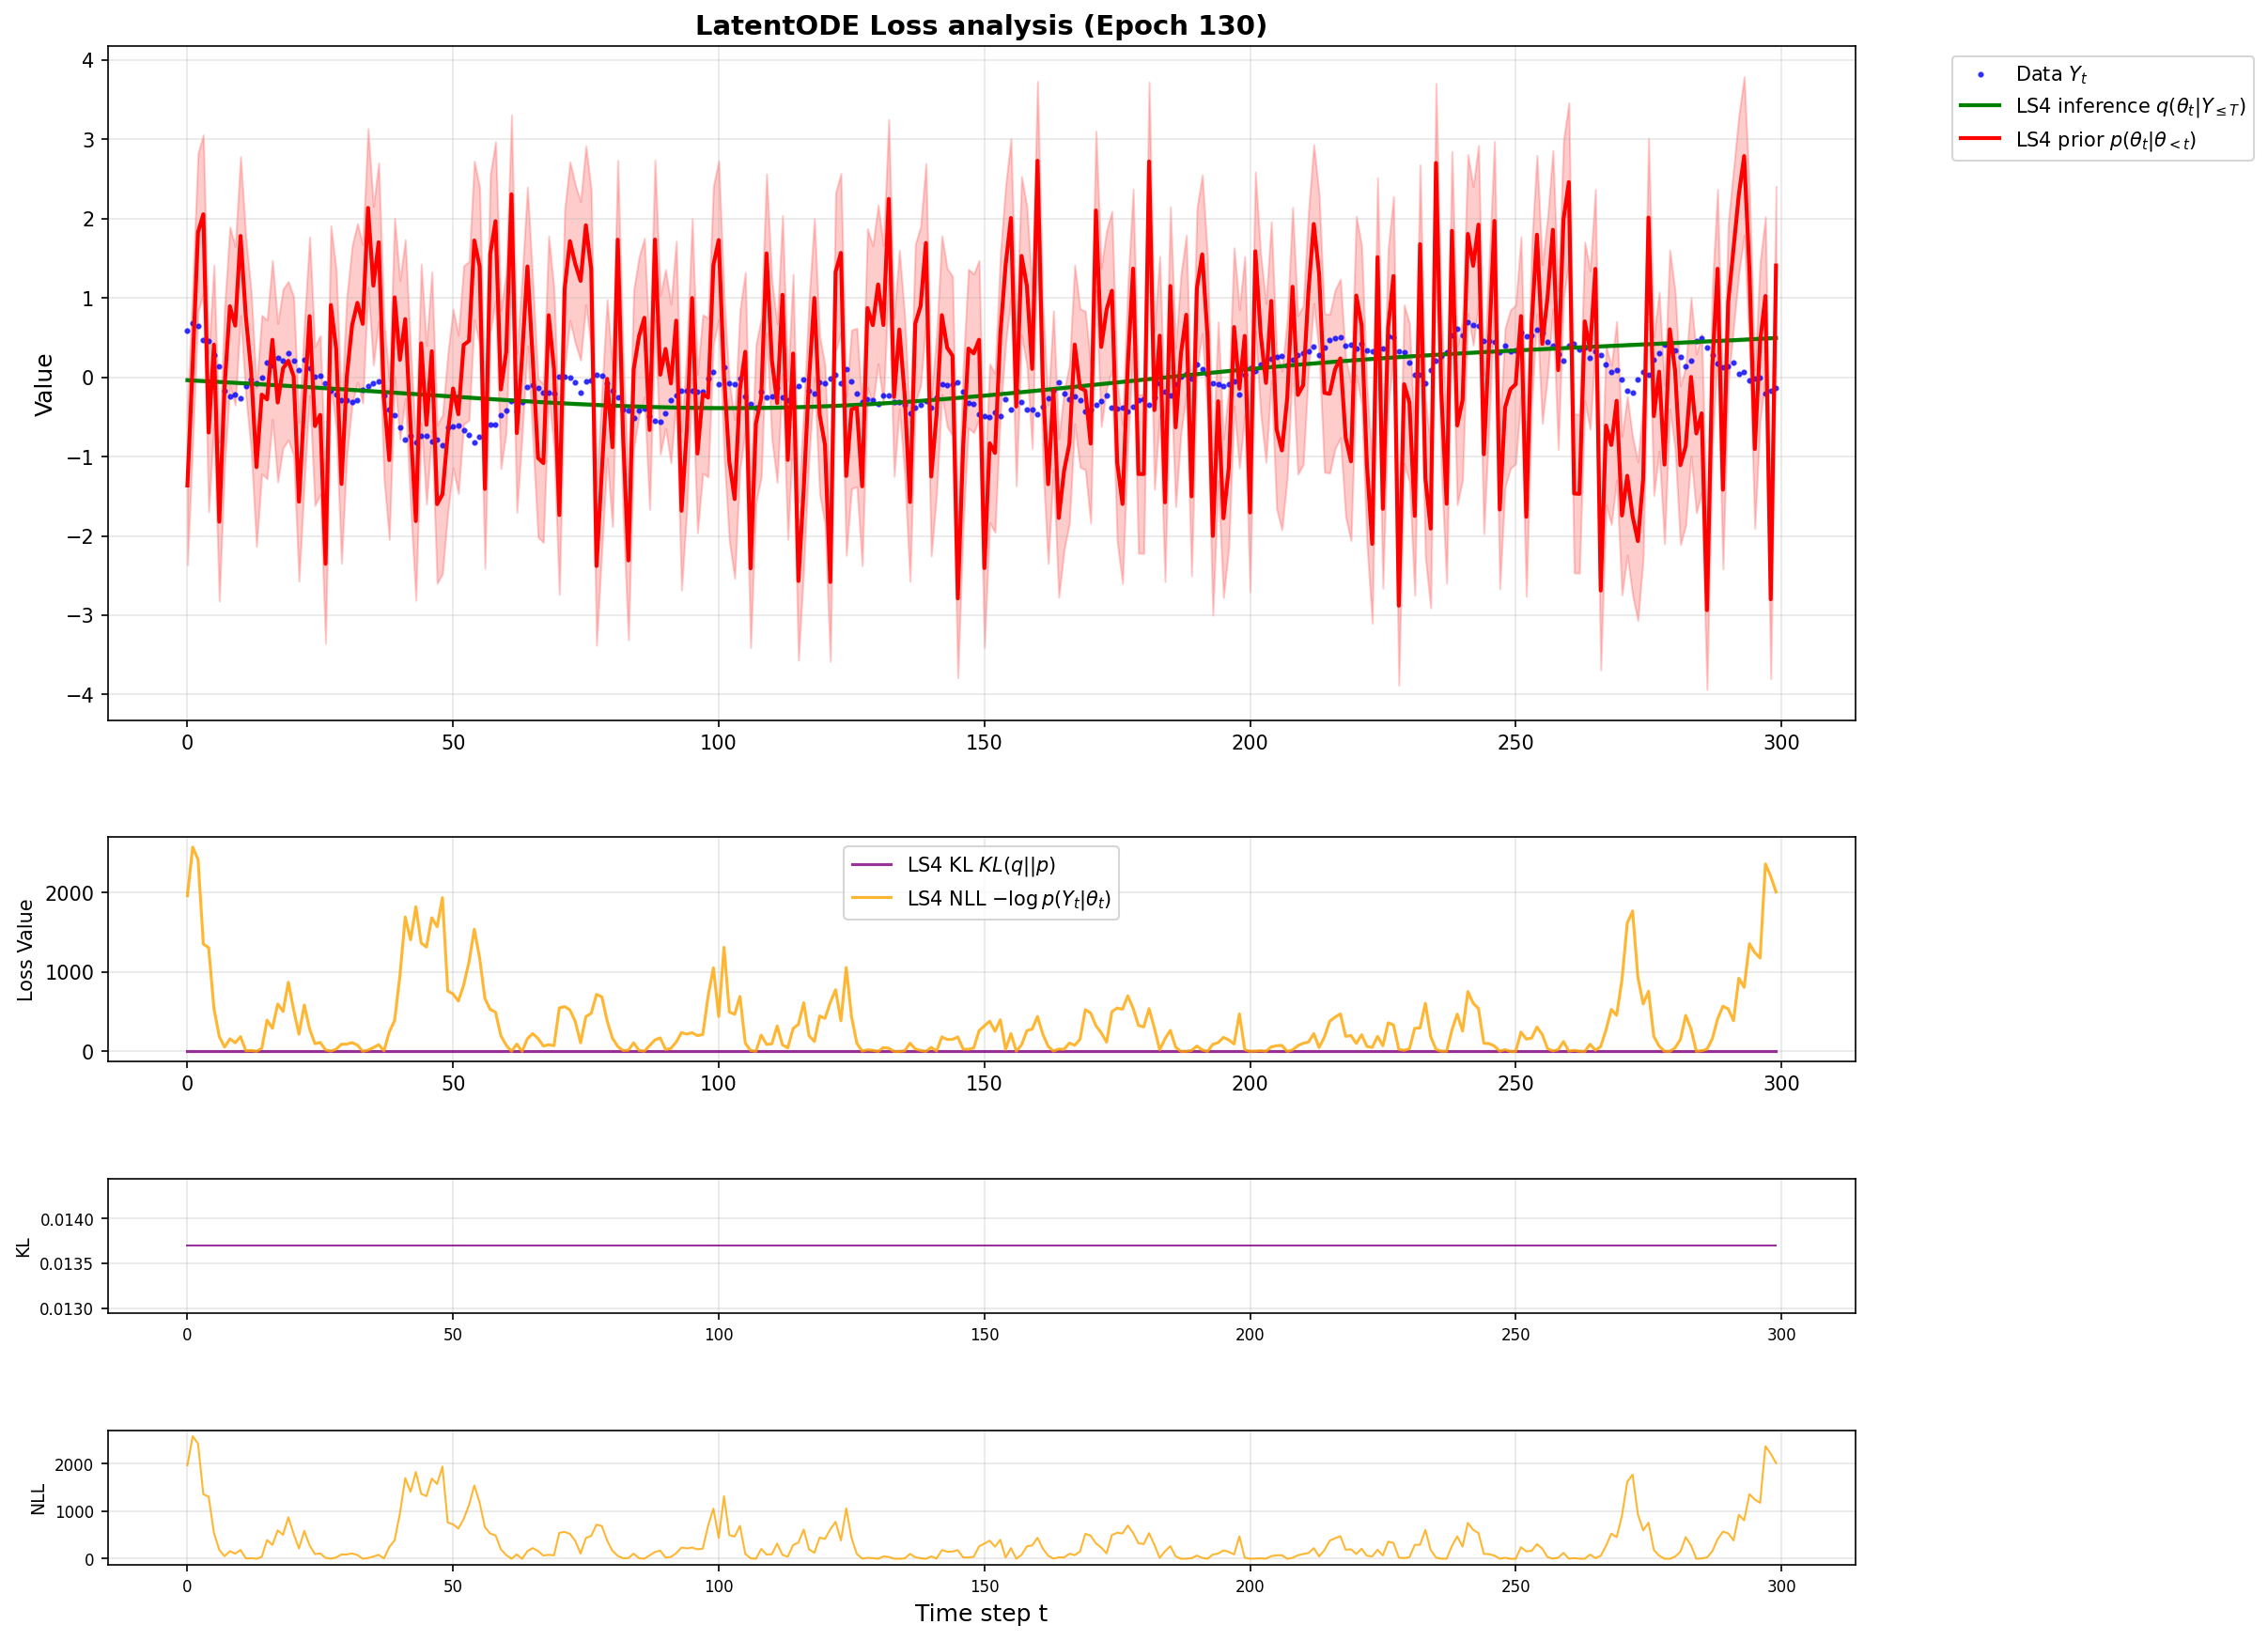 LatentODE Loss analysis (Epoch 130)
Data $Y_t$
LS4 inference $q(\theta_t|Y_{\leq T})$
LS4 prior $p(\theta_t|\theta_{<t})$
Value
4
3
2
1
0
−1
−2
−3
−4
0 50 100 150 200 250 300
LS4 KL $KL(q||p)$
LS4 NLL $-\log p(Y_t|\theta_t)$
Loss Value
2000
1000
0
0 50 100 150 200 250 300
KL
0.0140
0.0135
0.0130
0 50 100 150 200 250 300
NLL
2000
1000
0
0 50 100 150 200 250 300
Time step t